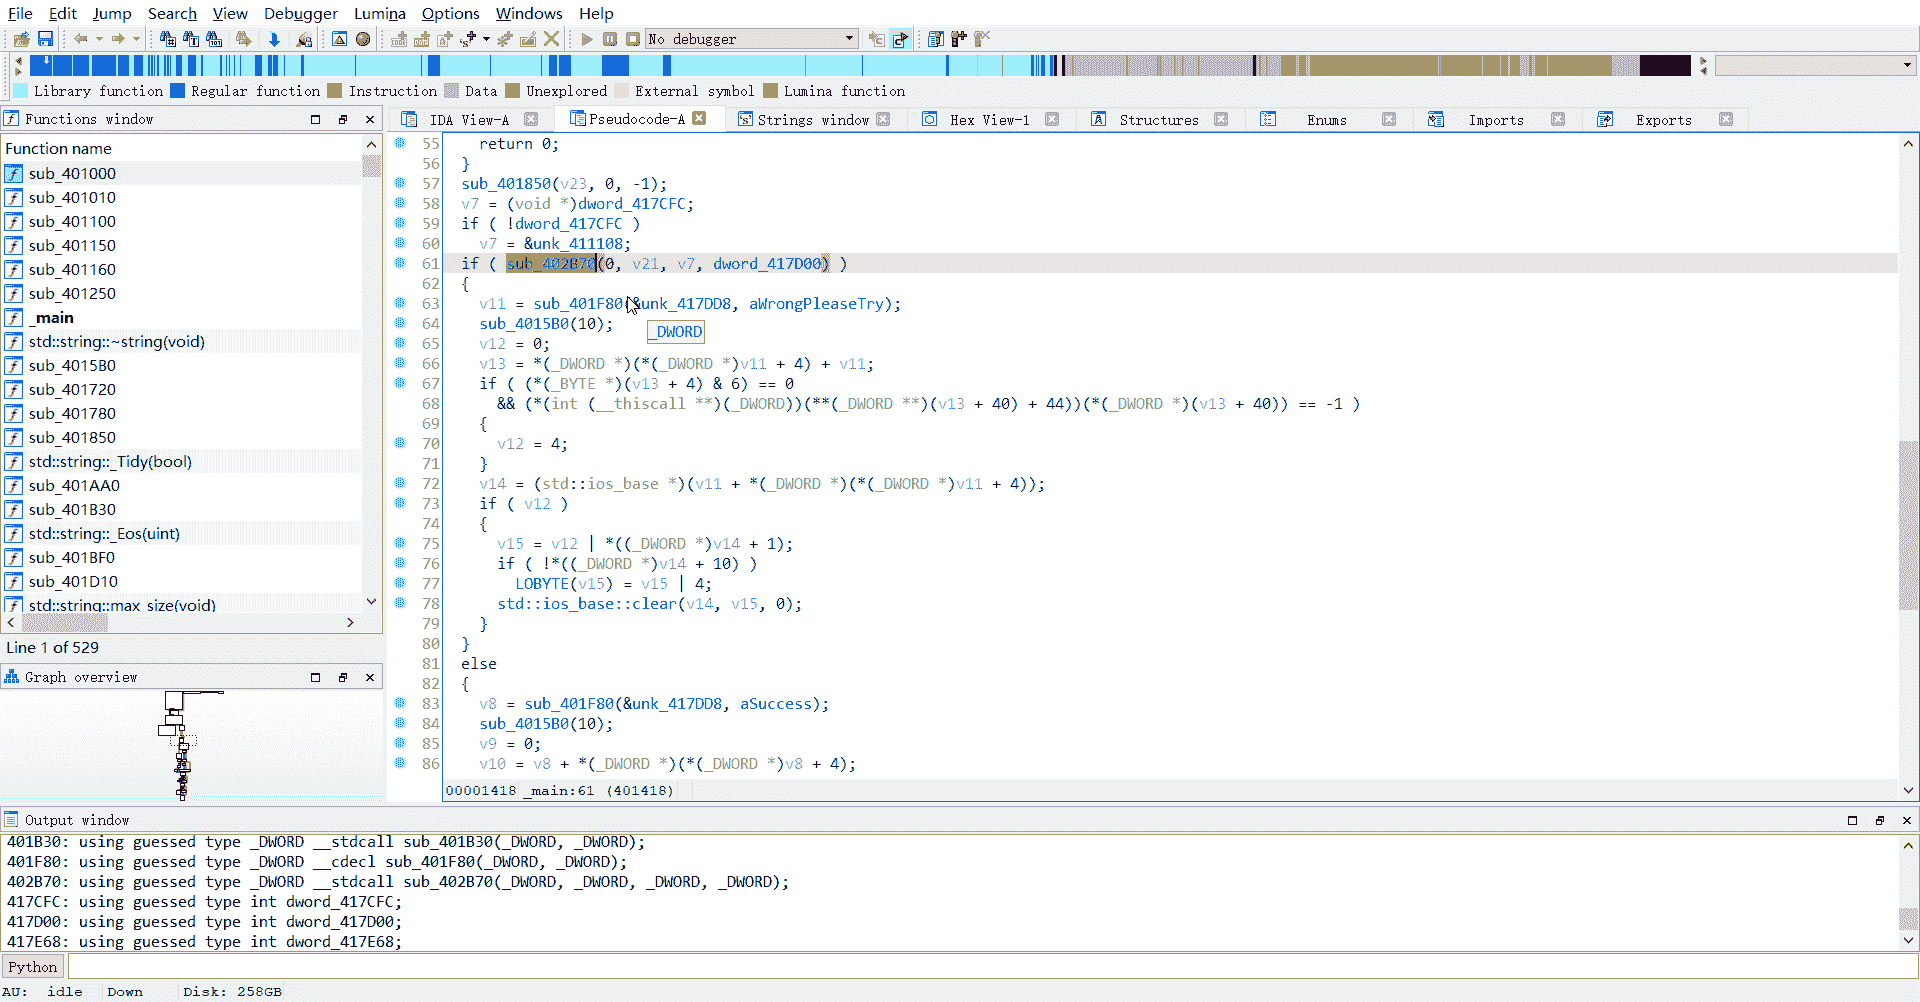 File Edit Jump Search View Debugger Lumina Options Windows Help
No debugger
Library function Regular function Instruction Data Unexplored External symbol Lumina function
Functions window
IDA View-A Pseudocode-A Strings window Hex View-1 Structures Enums Imports Exports
Function name
sub_401000
sub_401010
sub_401100
sub_401150
sub_401160
sub_401250
_main
std::string::~string(void)
sub_4015B0
sub_401720
sub_401780
sub_401850
std::string::_Tidy(bool)
sub_401AA0
sub_401B30
std::string::_Eos(uint)
sub_401BF0
sub_401D10
std::string::max_size(void)
Line 1 of 529
Graph overview
55 return 0;
56 }
57 sub_401850(v23, 0, -1);
58 v7 = (void *)dword_417CFC;
59 if ( !dword_417CFC )
60 v7 = &unk_411108;
61 if ( sub_402B70(0, v21, v7, dword_417D00) )
62 {
63 v11 = sub_401F80(&unk_417DD8, aWrongPleaseTry);
64 sub_4015B0(10);
_DWORD
65 v12 = 0;
66 v13 = *(_DWORD *)(*(_DWORD *)v11 + 4) + v11;
67 if ( (*(_BYTE *)(v13 + 4) & 6) == 0
68 && (*(int (__thiscall **)(_DWORD))(**(_DWORD **)(v13 + 40) + 44))(*(_DWORD *)(v13 + 40)) == -1 )
69 {
70 v12 = 4;
71 }
72 v14 = (std::ios_base *)(v11 + *(_DWORD *)(*(_DWORD *)v11 + 4));
73 if ( v12 )
74 {
75 v15 = v12 | *((_DWORD *)v14 + 1);
76 if ( !*((_DWORD *)v14 + 10) )
77 LOBYTE(v15) = v15 | 4;
78 std::ios_base::clear(v14, v15, 0);
79 }
80 }
81 else
82 {
83 v8 = sub_401F80(&unk_417DD8, aSuccess);
84 sub_4015B0(10);
85 v9 = 0;
86 v10 = v8 + *(_DWORD *)(*(_DWORD *)v8 + 4);
00001418 _main:61 (401418)
Output window
401B30: using guessed type _DWORD __stdcall sub_401B30(_DWORD, _DWORD);
401F80: using guessed type _DWORD __cdecl sub_401F80(_DWORD, _DWORD);
402B70: using guessed type _DWORD __stdcall sub_402B70(_DWORD, _DWORD, _DWORD, _DWORD);
417CFC: using guessed type int dword_417CFC;
417D00: using guessed type int dword_417D00;
417E68: using guessed type int dword_417E68;
Python
AU: idle Down Disk: 258GB